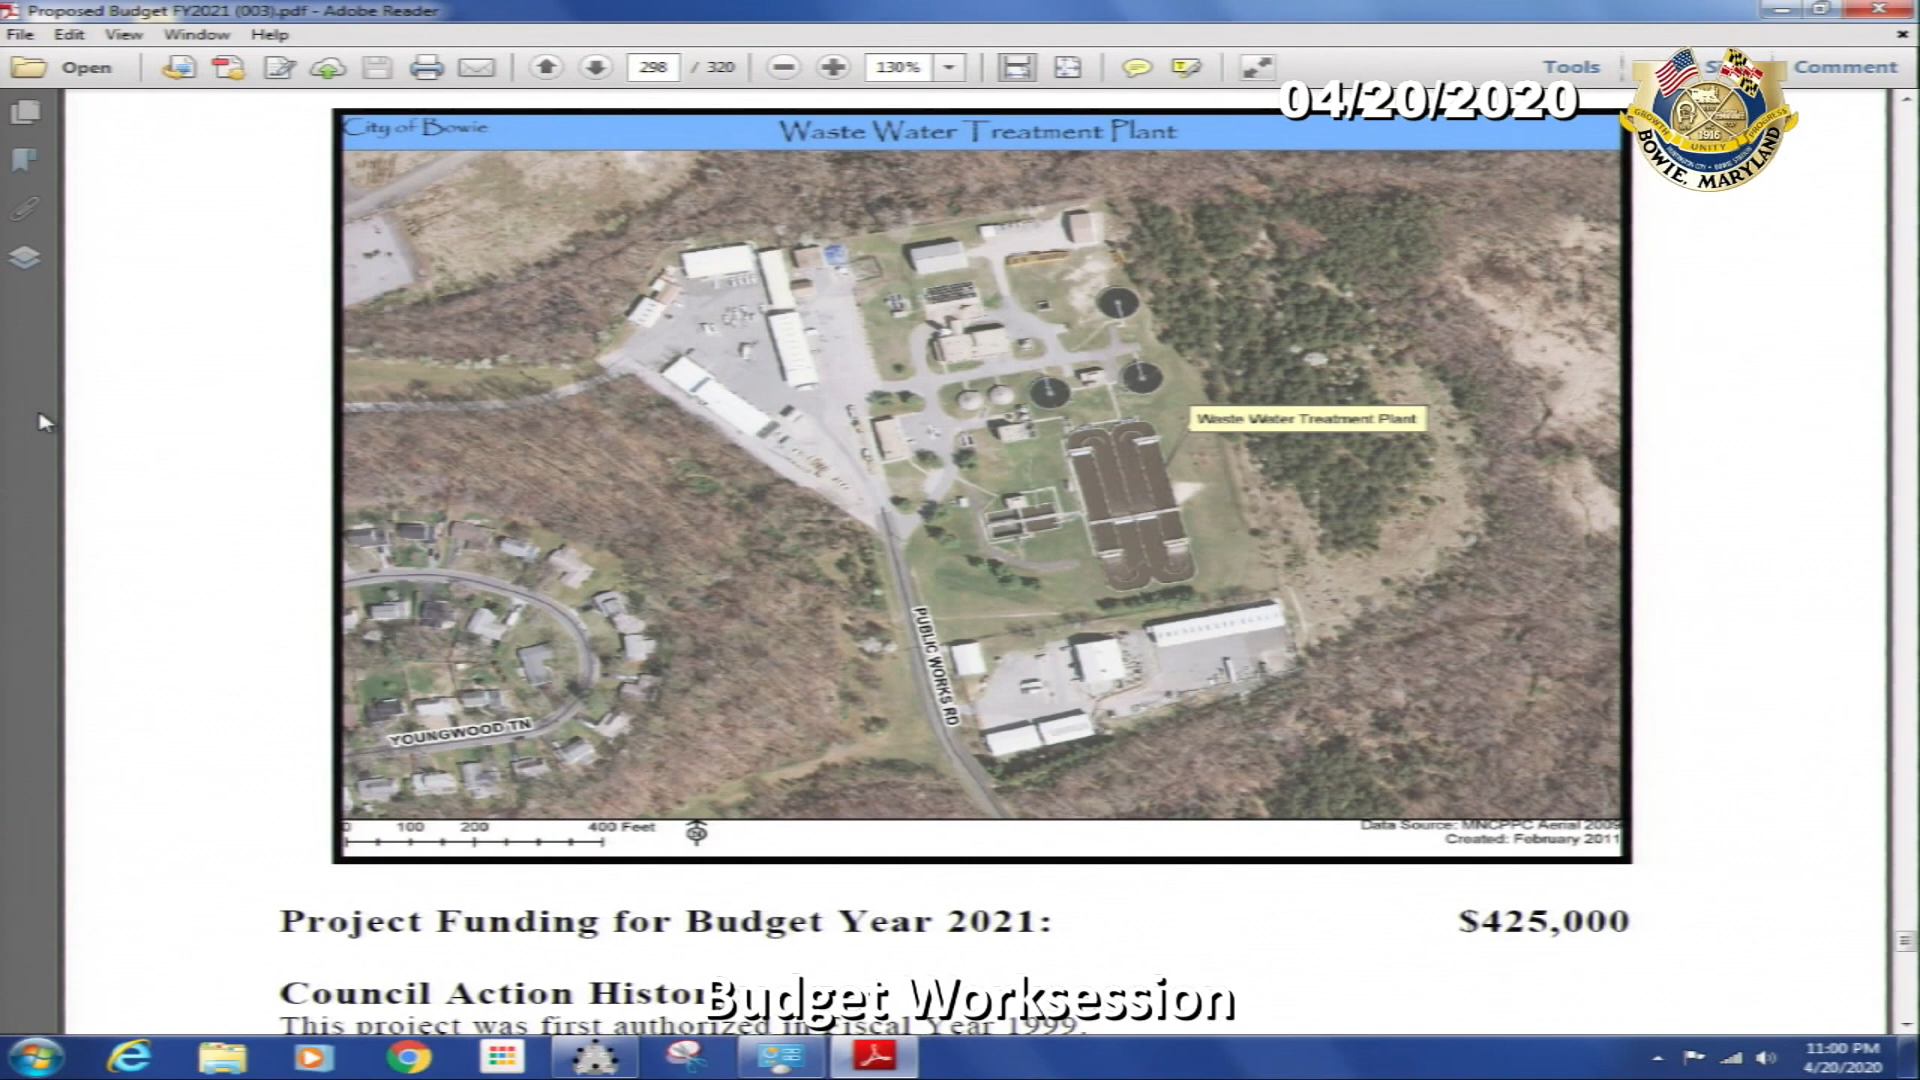 Proposed Budget FY2021 (003).pdf - Adobe Reader
File Edit View Window Help
Open 298 / 320 130% Tools Comment
04/20/2020
GROWTH PROGRESS
1916
UNITY
BOWIE, MARYLAND
City of Bowie Waste Water Treatment Plant
Waste Water Treatment Plant
PUBLIC WORKS RD
YOUNGWOOD TN
0 100 200 400 Feet
Data Source: MNCPPC Aerial 2009
Created: February 2011
Project Funding for Budget Year 2021: $425,000
Council Action Histor
Budget Worksession
This project was first authorized in Fiscal Year 1999.
11:00 PM
4/20/2020